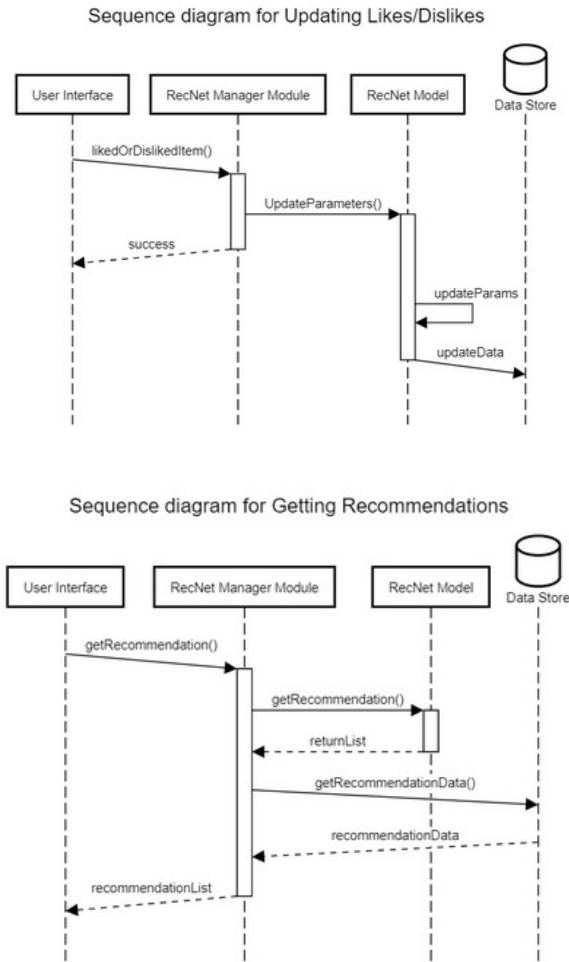 Sequence diagram for Updating Likes/Dislikes
User Interface
RecNet Manager Module
RecNet Model
Data Store
likedOrDislikedItem()
UpdateParameters()
success
updateParams
updateData
Sequence diagram for Getting Recommendations
User Interface
RecNet Manager Module
RecNet Model
Data Store
getRecommendation()
getRecommendation()
returnList
getRecommendationData()
recommendationData
recommendationList